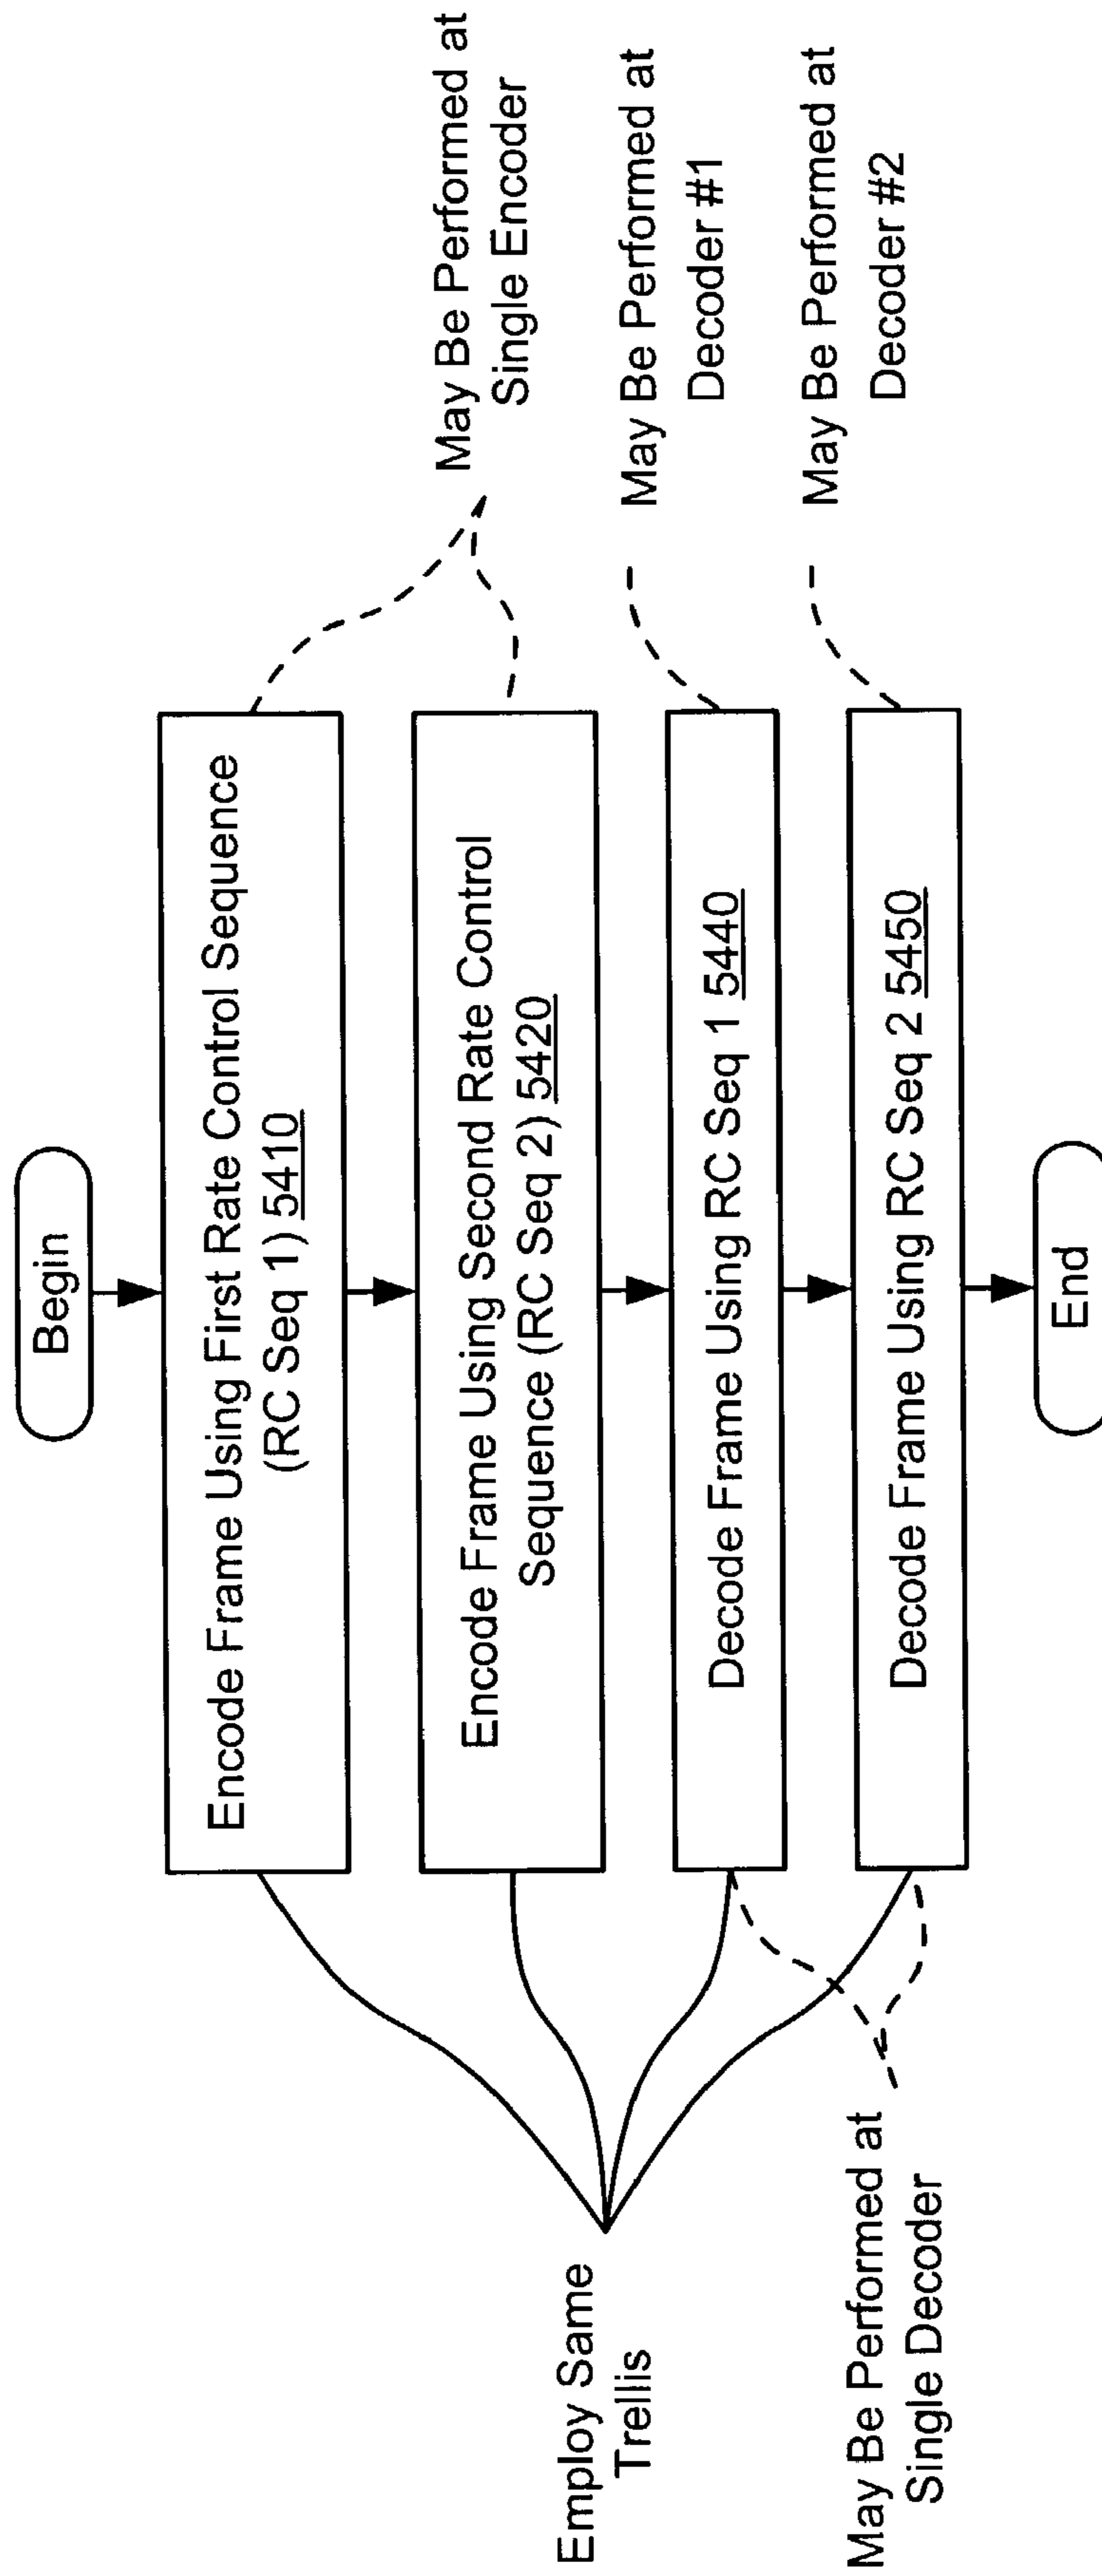 Begin
Encode Frame Using First Rate Control Sequence
(RC Seq 1) 5410
Encode Frame Using Second Rate Control
Sequence (RC Seq 2) 5420
Decode Frame Using RC Seq 1 5440
Decode Frame Using RC Seq 2 5450
End
Employ Same
Trellis
May Be Performed at
Single Decoder
May Be Performed at
Single Encoder
May Be Performed at
Decoder #1
May Be Performed at
Decoder #2